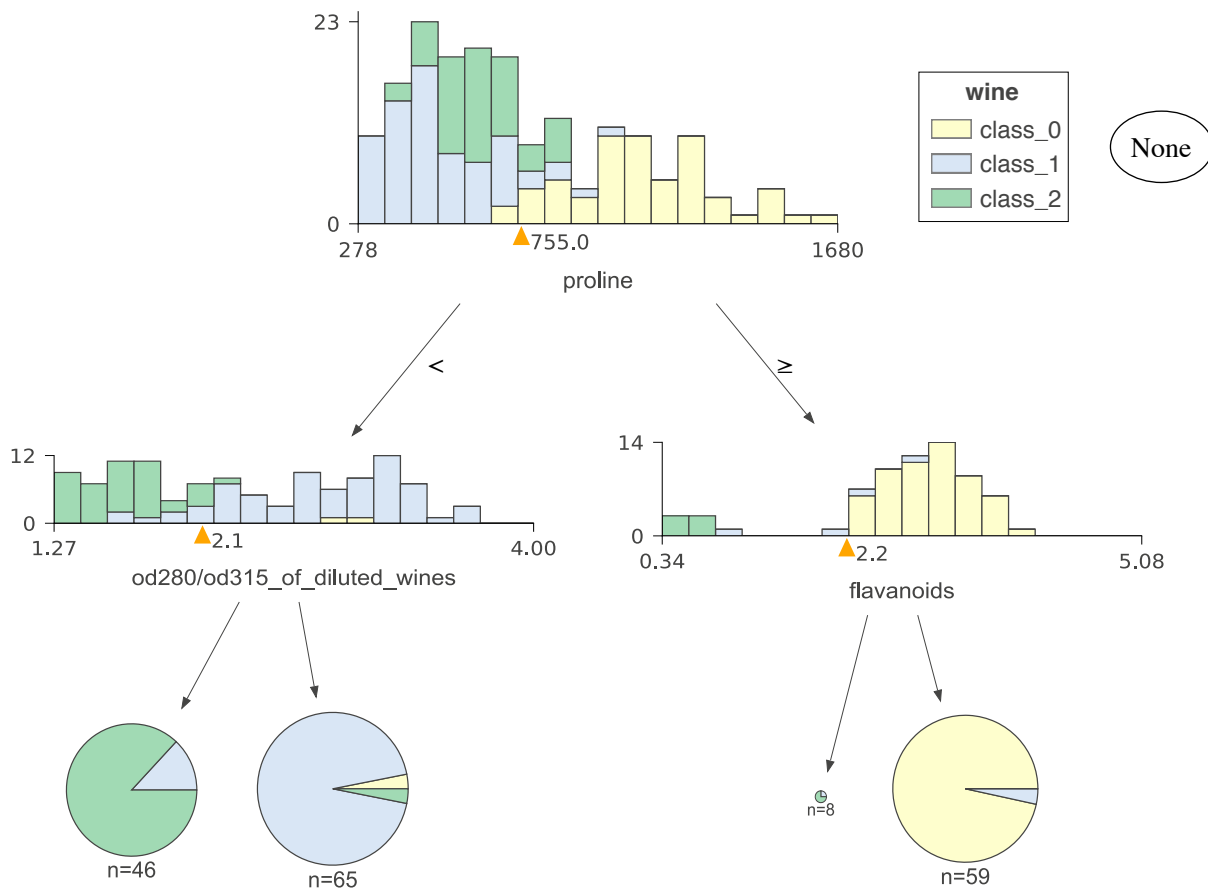 23
0
278
755.0
1680
proline
wine
class_0
class_1
class_2
None
<
≥
12
0
1.27
2.1
4.00
od280/od315_of_diluted_wines
14
0
0.34
2.2
5.08
flavanoids
n=46
n=65
n=8
n=59